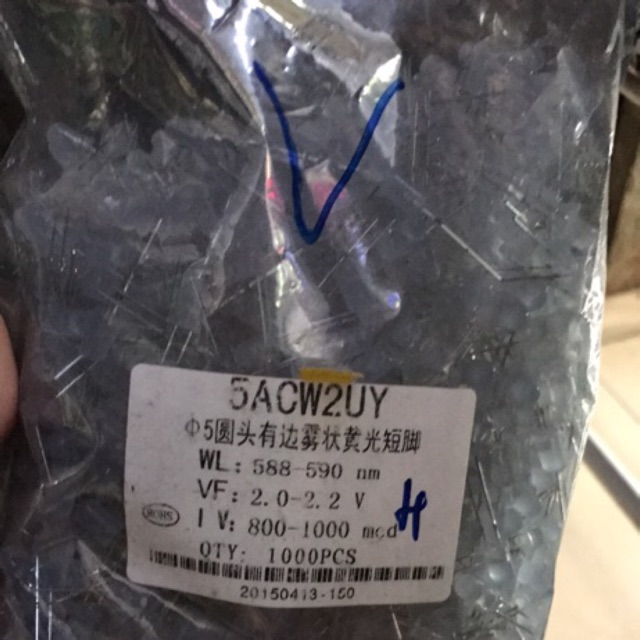 V
5ACW2UY
Φ5圆头有边雾状黄光短脚
WL: 588-590 nm
VF: 2.0-2.2 V
RoHS
I V: 800-1000 mcd
H
QTY: 1000PCS
20150413-150